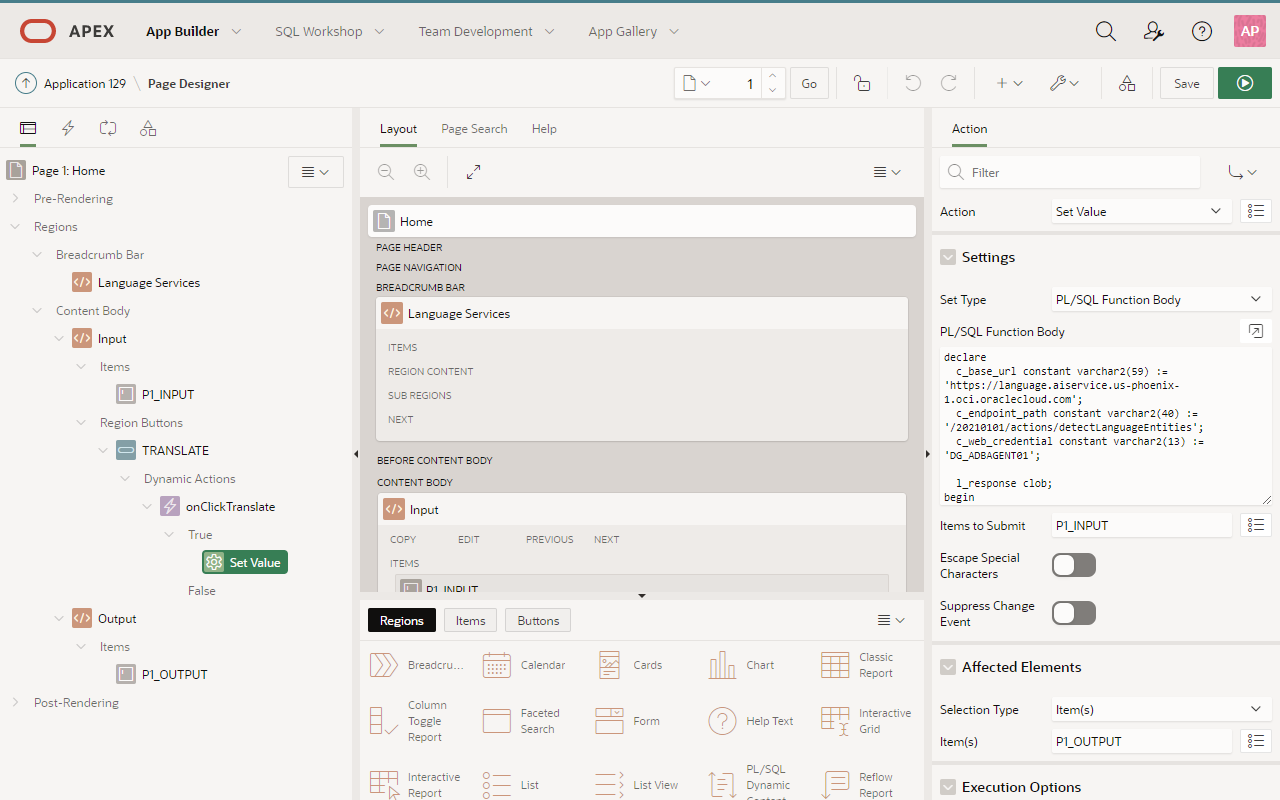 APEX
App Builder
SQL Workshop
Team Development
App Gallery
AP
Application 129 \ Page Designer
1
Go
Save
Page 1: Home
Pre-Rendering
Regions
Breadcrumb Bar
Language Services
Content Body
Input
Items
P1_INPUT
Region Buttons
TRANSLATE
Dynamic Actions
onClickTranslate
True
Set Value
False
Output
Items
P1_OUTPUT
Post-Rendering
Layout
Page Search
Help
Home
PAGE HEADER
PAGE NAVIGATION
BREADCRUMB BAR
Language Services
ITEMS
REGION CONTENT
SUB REGIONS
NEXT
BEFORE CONTENT BODY
CONTENT BODY
Input
COPY
EDIT
PREVIOUS
NEXT
ITEMS
P1_INPUT
Regions
Items
Buttons
Breadcru...
Calendar
Cards
Chart
Classic
Report
Column
Toggle
Report
Faceted
Search
Form
Help Text
Interactive
Grid
Interactive
Report
List
List View
PL/SQL
Dynamic
Content
Reflow
Report
Action
Filter
Action
Set Value
Settings
Set Type
PL/SQL Function Body
PL/SQL Function Body
declare
c_base_url constant varchar2(59) :=
'https://language.aiservice.us-phoenix-
1.oci.oraclecloud.com';
c_endpoint_path constant varchar2(40) :=
'/20210101/actions/detectLanguageEntities';
c_web_credential constant varchar2(13) :=
'DG_ADBAGENT01';
l_response clob;
begin
Items to Submit
P1_INPUT
Escape Special
Characters
Suppress Change
Event
Affected Elements
Selection Type
Item(s)
Item(s)
P1_OUTPUT
Execution Options